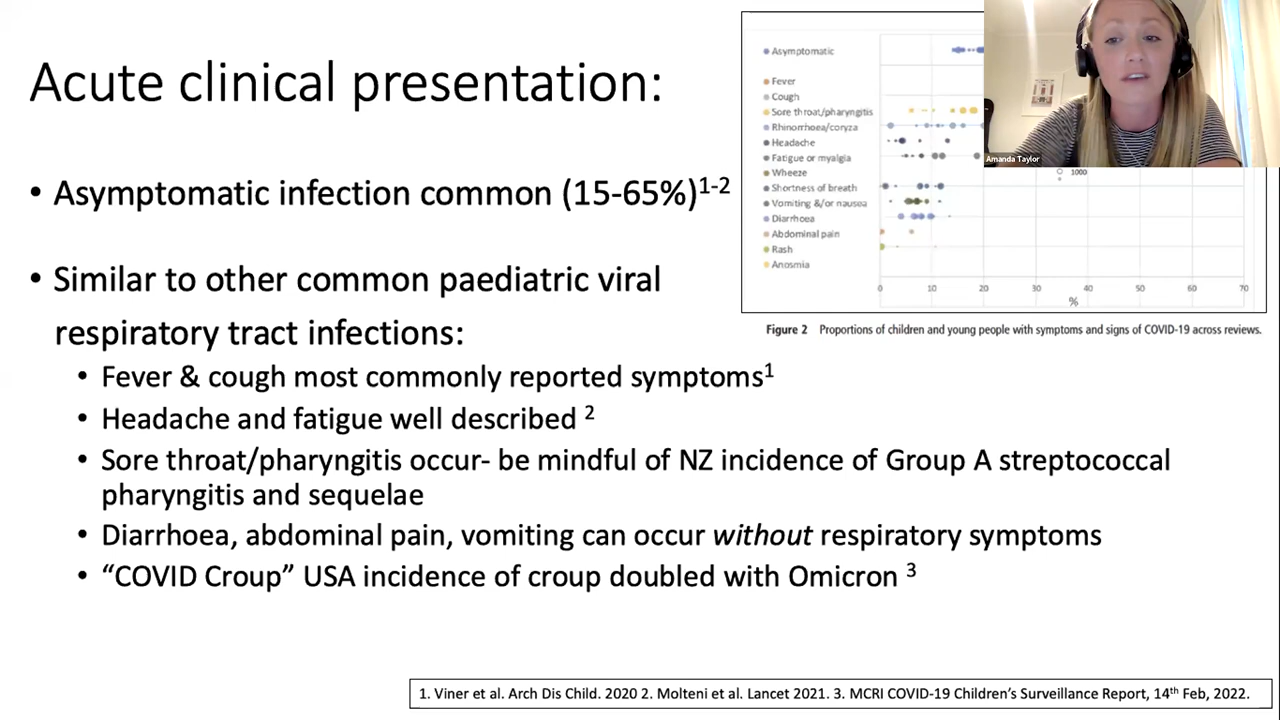 Acute clinical presentation:
• Asymptomatic infection common (15-65%)1-2
• Similar to other common paediatric viral
respiratory tract infections:
• Fever & cough most commonly reported symptoms1
• Headache and fatigue well described 2
• Sore throat/pharyngitis occur- be mindful of NZ incidence of Group A streptococcal
pharyngitis and sequelae
• Diarrhoea, abdominal pain, vomiting can occur without respiratory symptoms
• “COVID Croup” USA incidence of croup doubled with Omicron 3
Asymptomatic
Fever
Cough
Sore throat/pharyngitis
Rhinorrhoea/coryza
Headache
Fatigue or myalgia
Wheeze
Shortness of breath
Vomiting &/or nausea
Diarrhoea
Abdominal pain
Rash
Anosmia
1000
0 10 20 30 40 50 60 70
%
Figure 2 Proportions of children and young people with symptoms and signs of COVID-19 across reviews.
Amanda Taylor
1. Viner et al. Arch Dis Child. 2020 2. Molteni et al. Lancet 2021. 3. MCRI COVID-19 Children’s Surveillance Report, 14th Feb, 2022.